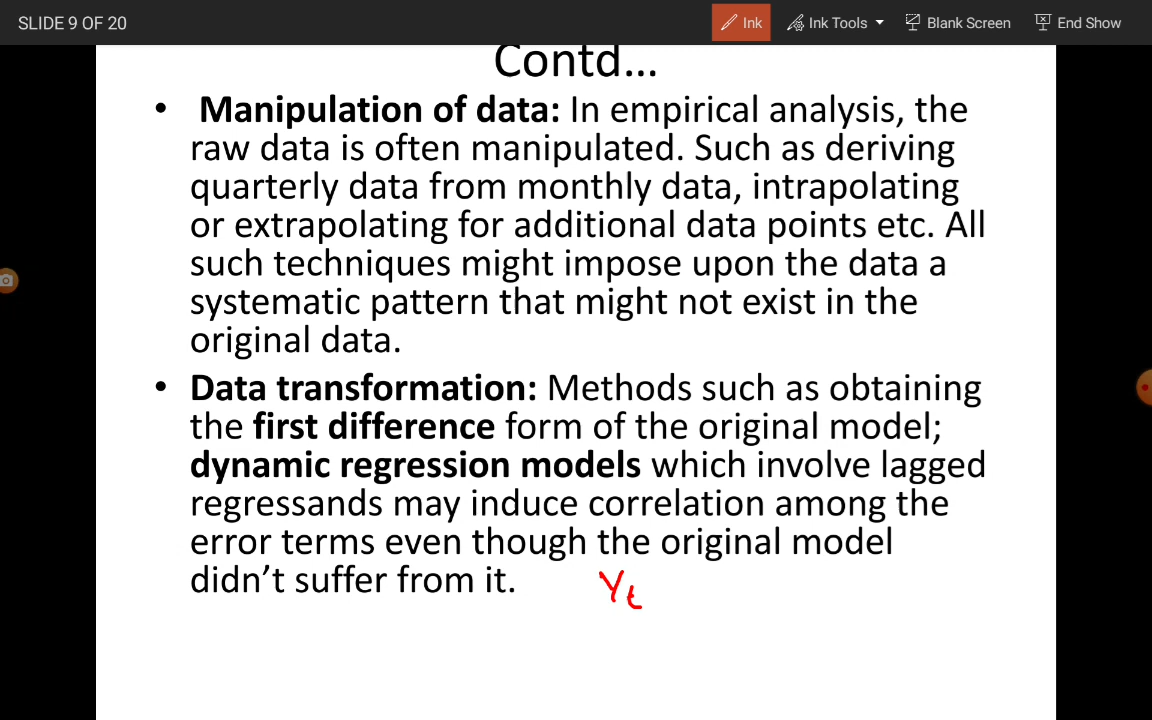 SLIDE 9 OF 20 Ink Ink Tools Blank Screen End Show
Contd...
• Manipulation of data: In empirical analysis, the
raw data is often manipulated. Such as deriving
quarterly data from monthly data, intrapolating
or extrapolating for additional data points etc. All
such techniques might impose upon the data a
systematic pattern that might not exist in the
original data.
• Data transformation: Methods such as obtaining
the first difference form of the original model;
dynamic regression models which involve lagged
regressands may induce correlation among the
error terms even though the original model
didn't suffer from it. Yt